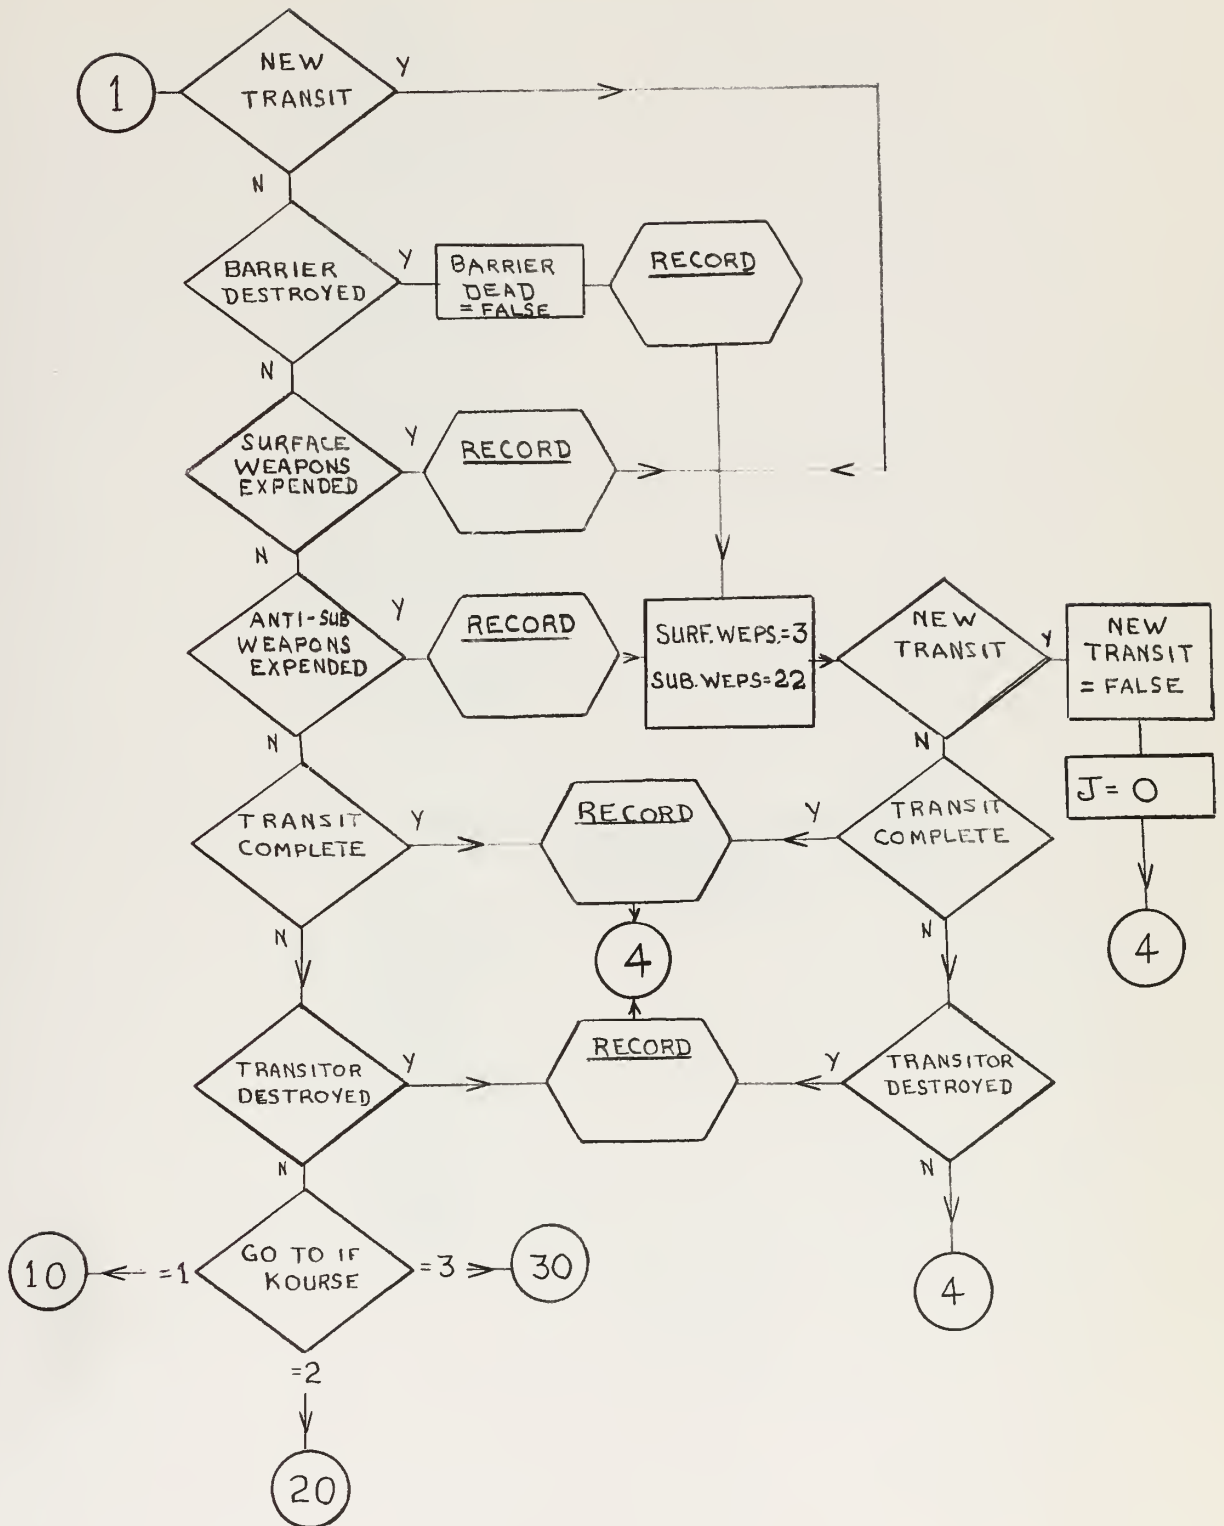 1
NEW
TRANSIT
Y
N
BARRIER
DESTROYED
Y
BARRIER
DEAD
=FALSE
RECORD
N
SURFACE
WEAPONS
EXPENDED
Y
RECORD
N
ANTI-SUB
WEAPONS
EXPENDED
Y
RECORD
SURF. WEPS.=3
SUB. WEPS=22
NEW
TRANSIT
Y
NEW
TRANSIT
= FALSE
J=0
4
N
N
TRANSIT
COMPLETE
Y
RECORD
Y
TRANSIT
COMPLETE
N
4
N
TRANSITOR
DESTROYED
Y
RECORD
Y
TRANSITOR
DESTROYED
N
N
4
GO TO IF
KOURSE
=1
10
=3
30
=2
20